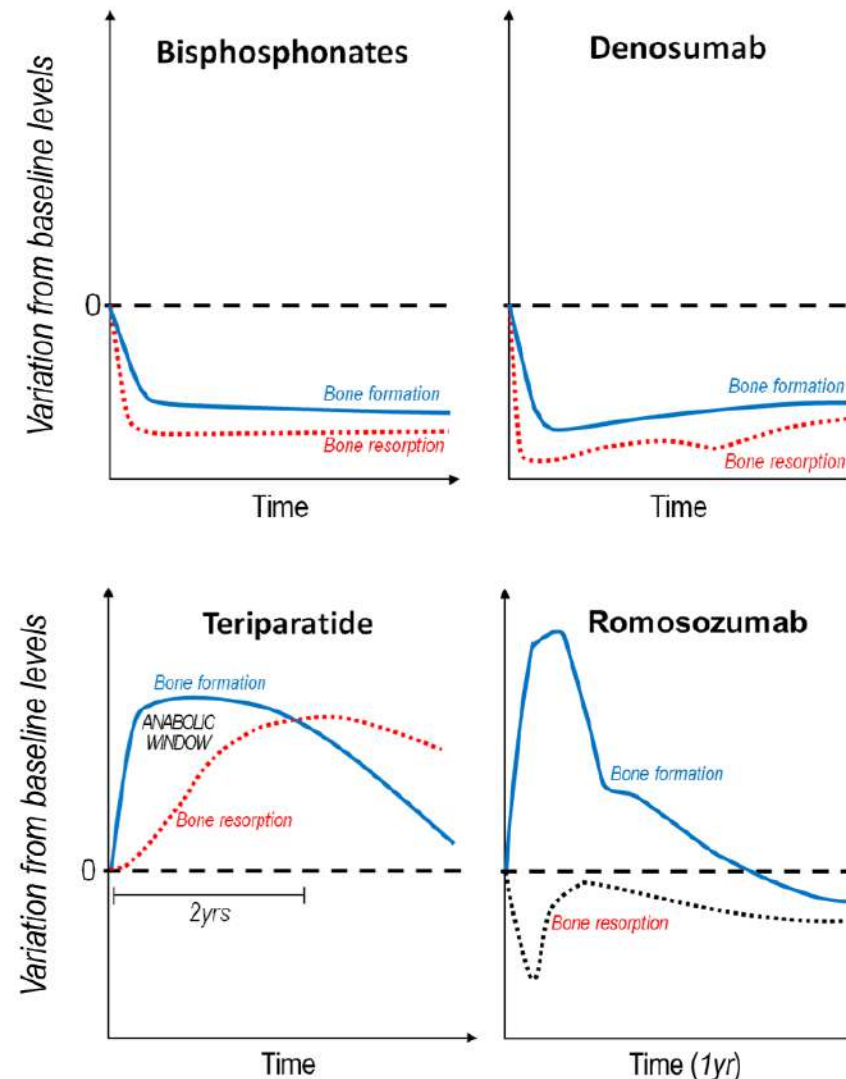 Bisphosphonates
Variation from baseline levels
0
Bone formation
Bone resorption
Time
Denosumab
Bone formation
Bone resorption
Time
Teriparatide
Variation from baseline levels
Bone formation
ANABOLIC
WINDOW
Bone resorption
0
2yrs
Time
Romosozumab
Bone formation
Bone resorption
Time (1yr)